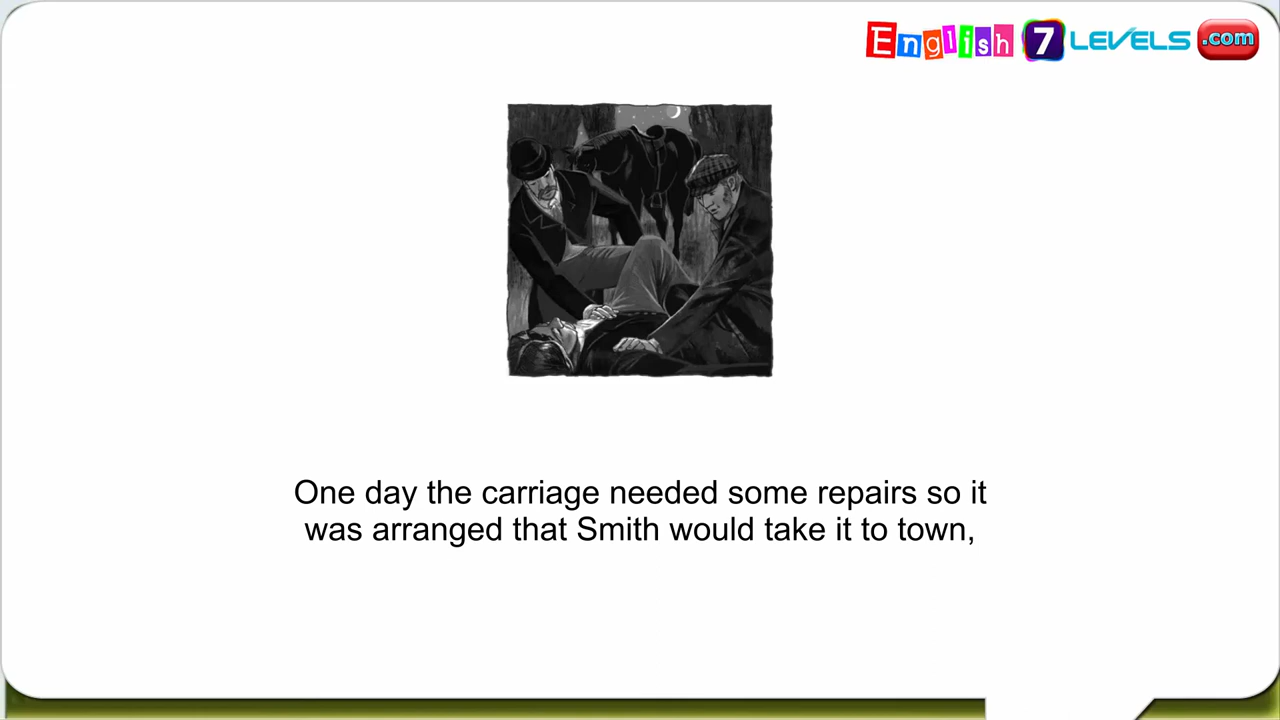 English 7 LEVELS .com
One day the carriage needed some repairs so it
was arranged that Smith would take it to town,